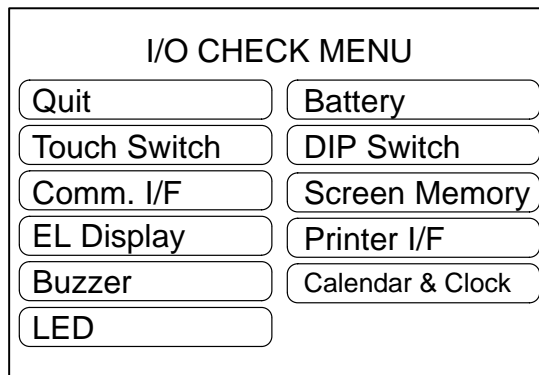 I/O CHECK MENU
Quit
Battery
Touch Switch
DIP Switch
Comm. I/F
Screen Memory
EL Display
Printer I/F
Buzzer
Calendar & Clock
LED